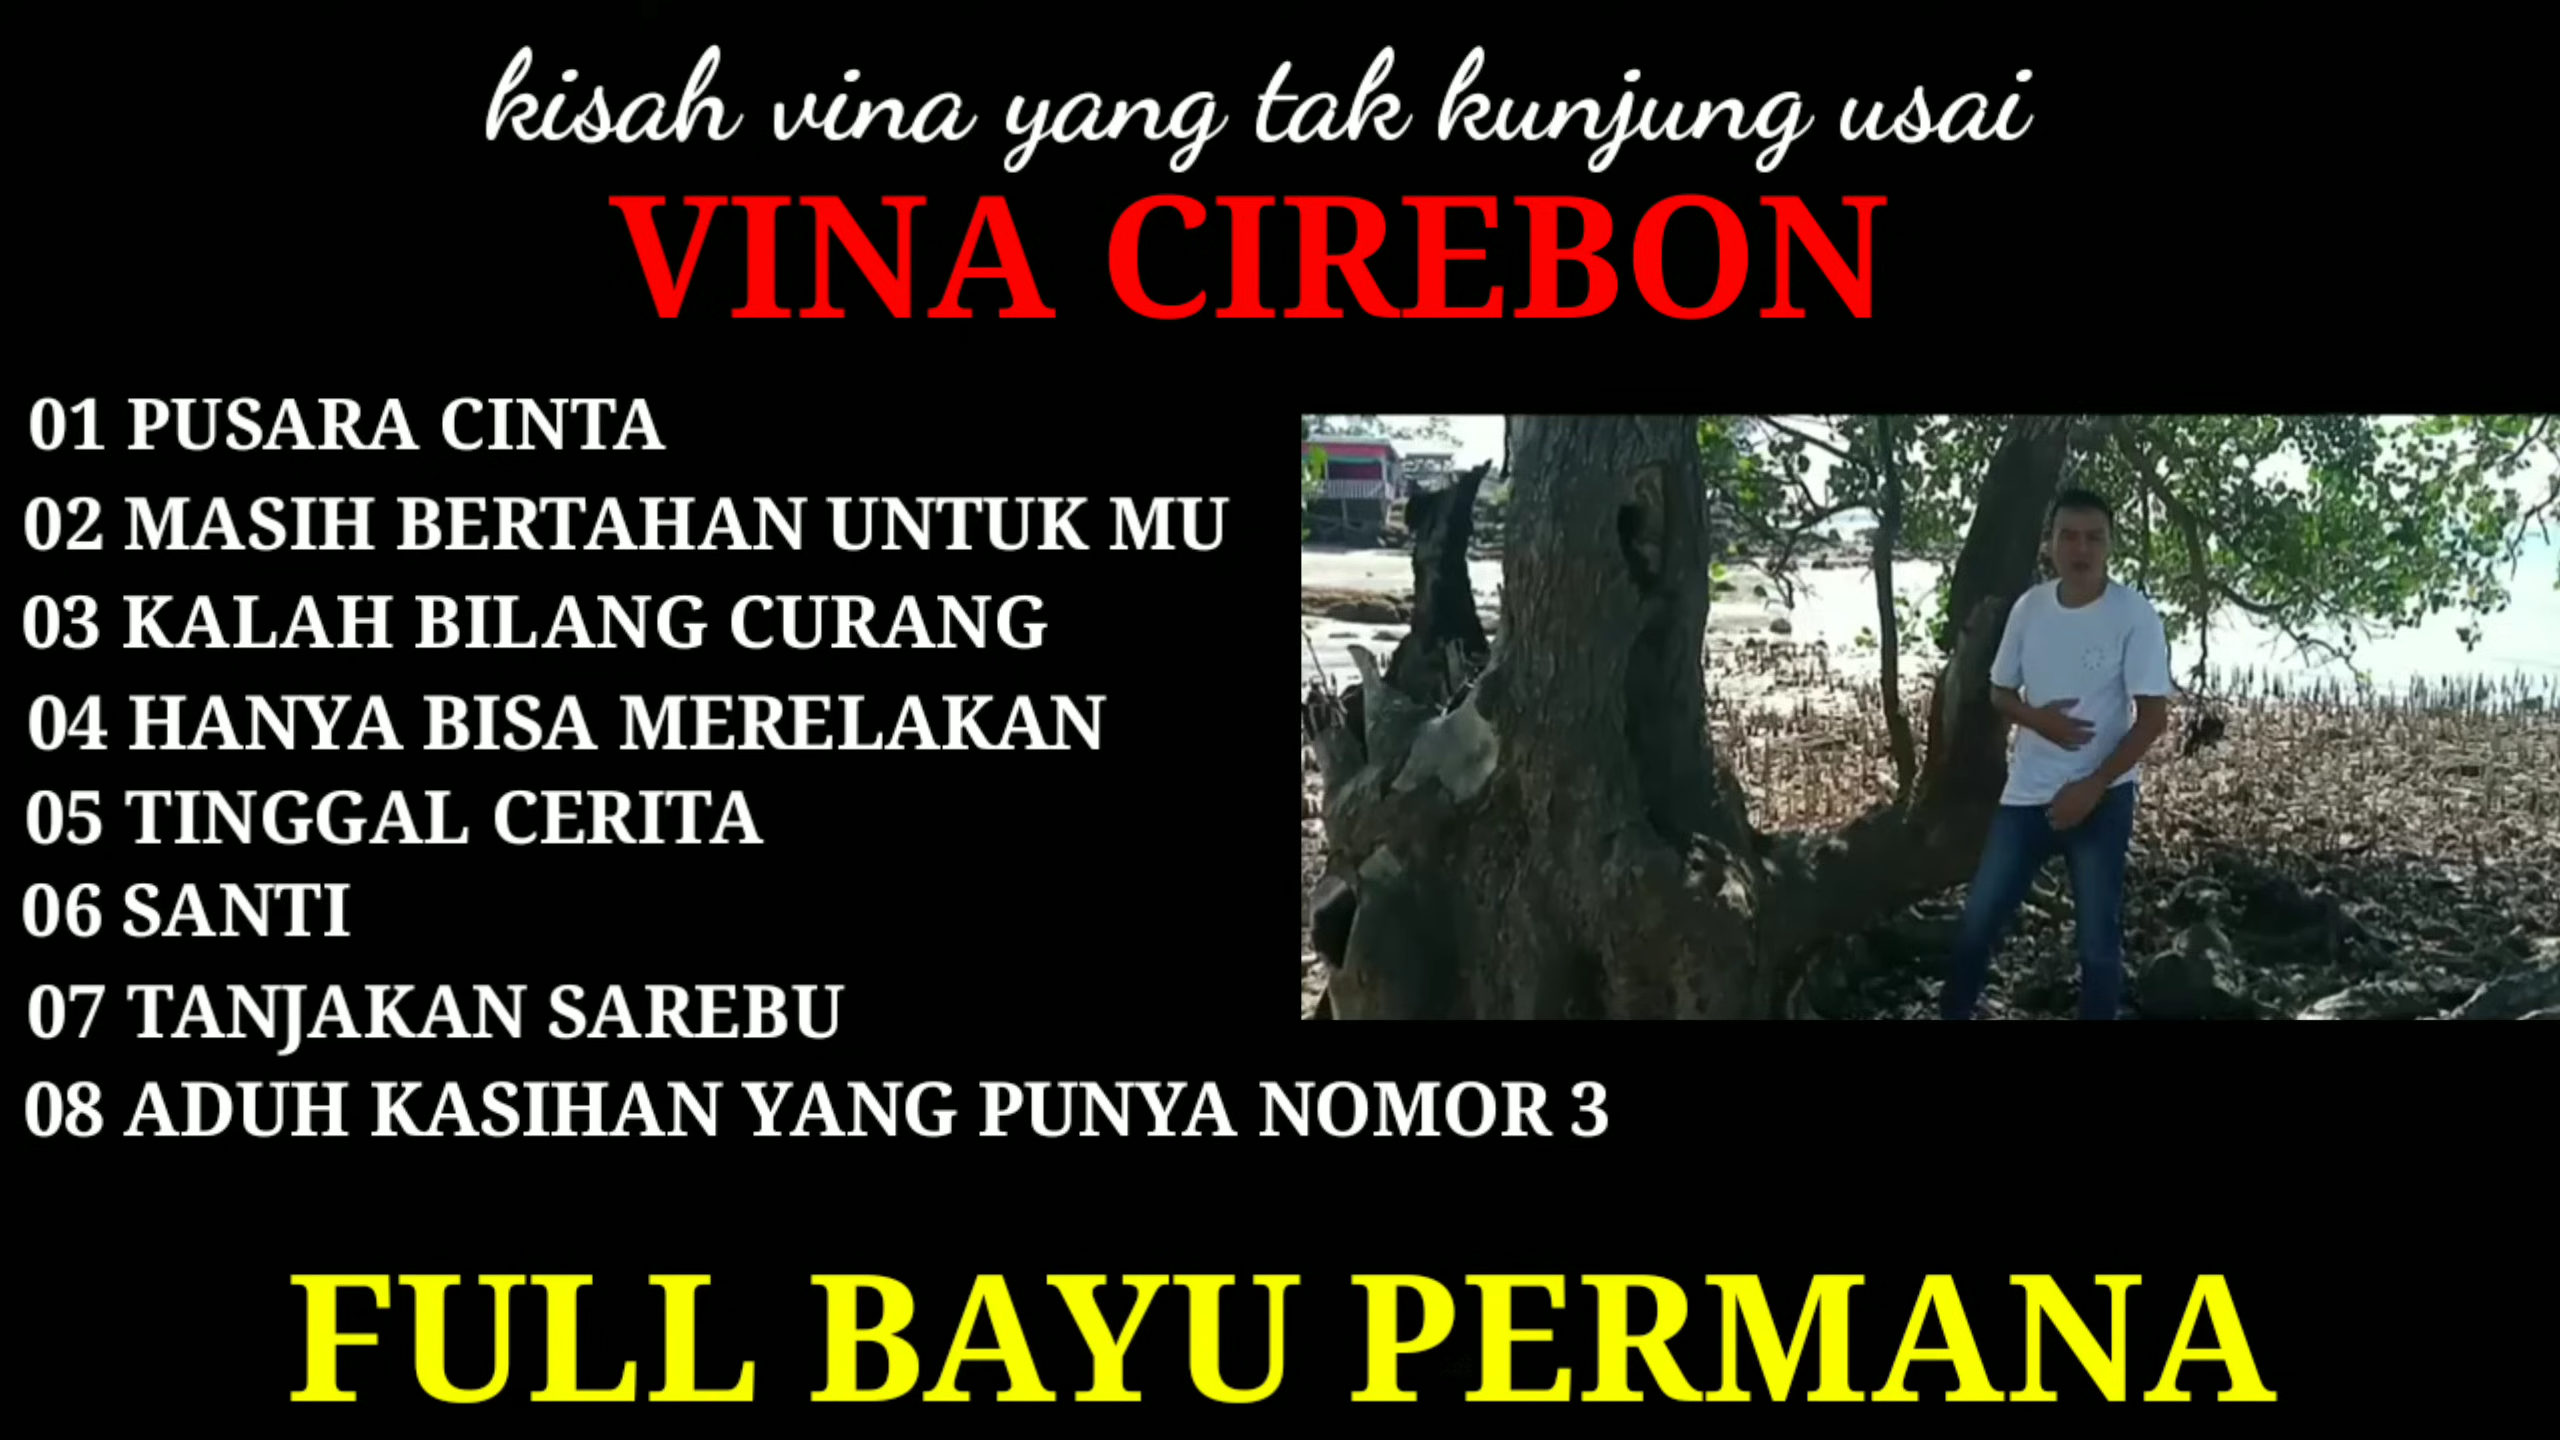 kisah vina yang tak kunjung usai
VINA CIREBON
01 PUSARA CINTA
02 MASIH BERTAHAN UNTUK MU
03 KALAH BILANG CURANG
04 HANYA BISA MERELAKAN
05 TINGGAL CERITA
06 SANTI
07 TANJAKAN SAREBU
08 ADUH KASIHAN YANG PUNYA NOMOR 3
FULL BAYU PERMANA